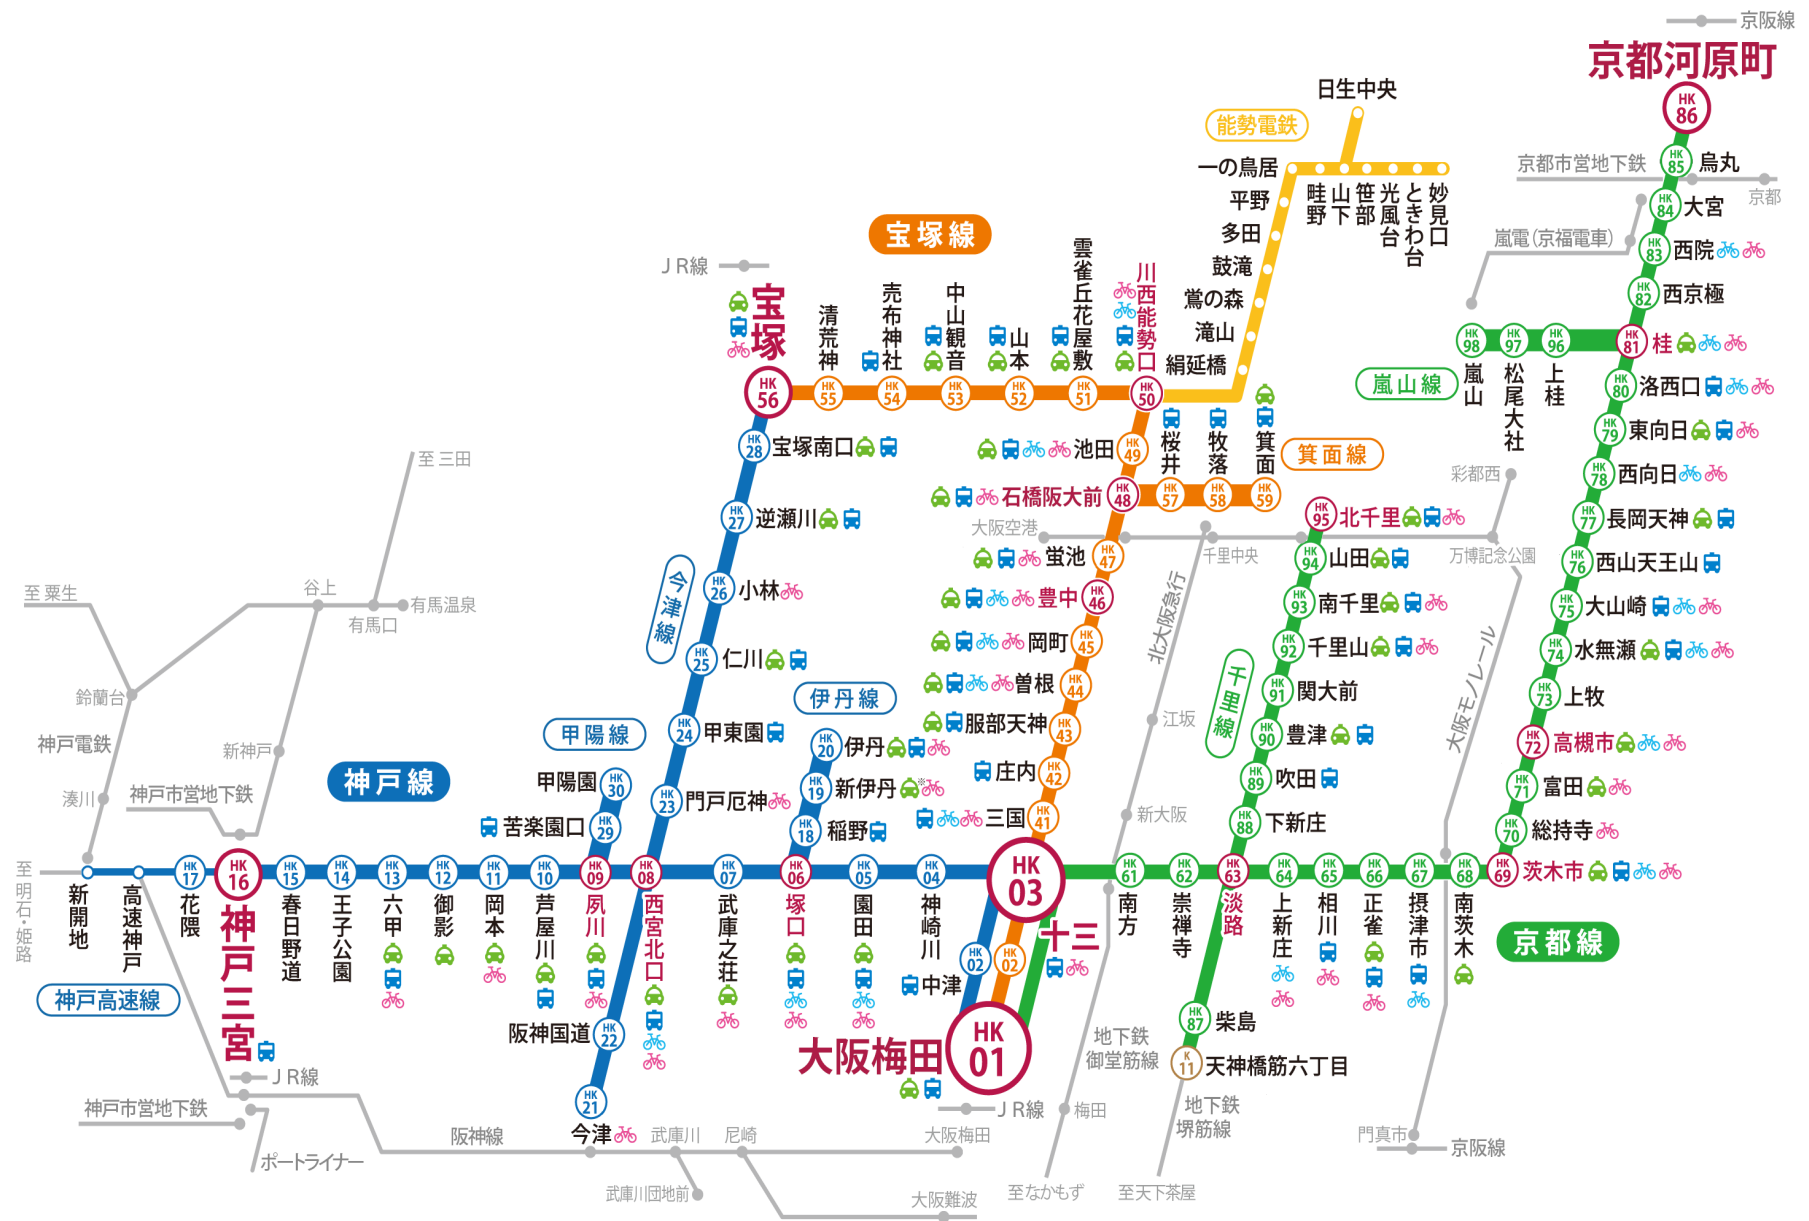 京阪線
京都河原町
HK 86
HK 85 烏丸
京都市営地下鉄
京都
HK 84 大宮
嵐電（京福電車）
HK 83 西院
HK 82 西京極
HK 81 桂
HK 96 上桂
HK 97 松尾大社
HK 98 嵐山
嵐山線
HK 80 洛西口
HK 79 東向日
HK 78 西向日
HK 77 長岡天神
HK 76 西山天王山
HK 75 大山崎
HK 74 水無瀬
HK 73 上牧
HK 72 高槻市
HK 71 富田
HK 70 総持寺
HK 69 茨木市
京都線
HK 68 南茨木
HK 67 摂津市
HK 66 正雀
HK 65 相川
HK 64 上新庄
HK 63 淡路
HK 62 崇禅寺
HK 61 南方
HK 87 柴島
K 11 天神橋筋六丁目
地下鉄
堺筋線
至天下茶屋
千里線
HK 95 北千里
HK 94 山田
HK 93 南千里
HK 92 千里山
HK 91 関大前
HK 90 豊津
HK 89 吹田
HK 88 下新庄
彩都西
万博記念公園
大阪モノレール
門真市
京阪線
大阪空港
千里中央
北大阪急行
江坂
新大阪
地下鉄
御堂筋線
梅田
至なかもず
能勢電鉄
日生中央
一の鳥居
平野
多田
鼓滝
鴬の森
滝山
絹延橋
畦野
山下
笹部
光風台
ときわ台
妙見口
宝塚線
JR線
宝塚
HK 56
HK 55 清荒神
HK 54 売布神社
HK 53 中山観音
HK 52 山本
HK 51 雲雀丘花屋敷
HK 50 川西能勢口
HK 49 池田
HK 48 石橋阪大前
HK 57 桜井
HK 58 牧落
HK 59 箕面
箕面線
HK 47 蛍池
HK 46 豊中
HK 45 岡町
HK 44 曽根
HK 43 服部天神
HK 42 庄内
HK 41 三国
HK 03 十三
HK 02
HK 02
中津
HK 01
大阪梅田
JR線
今津線
HK 28 宝塚南口
HK 27 逆瀬川
HK 26 小林
HK 25 仁川
HK 24 甲東園
HK 23 門戸厄神
HK 22 阪神国道
HK 21 今津
伊丹線
HK 20 伊丹
HK 19 新伊丹 ※
HK 18 稲野
甲陽線
HK 30 甲陽園
HK 29 苦楽園口
神戸線
HK 04 神崎川
HK 05 園田
HK 06 塚口
HK 07 武庫之荘
HK 08 西宮北口
HK 09 夙川
HK 10 芦屋川
HK 11 岡本
HK 12 御影
HK 13 六甲
HK 14 王子公園
HK 15 春日野道
HK 16 神戸三宮
HK 17 花隈
高速神戸
新開地
神戸高速線
至
明石・姫路
至 粟生
至 三田
谷上
有馬温泉
有馬口
鈴蘭台
神戸電鉄
新神戸
湊川
神戸市営地下鉄
JR線
神戸市営地下鉄
ポートライナー
阪神線
武庫川
尼崎
大阪梅田
武庫川団地前
大阪難波